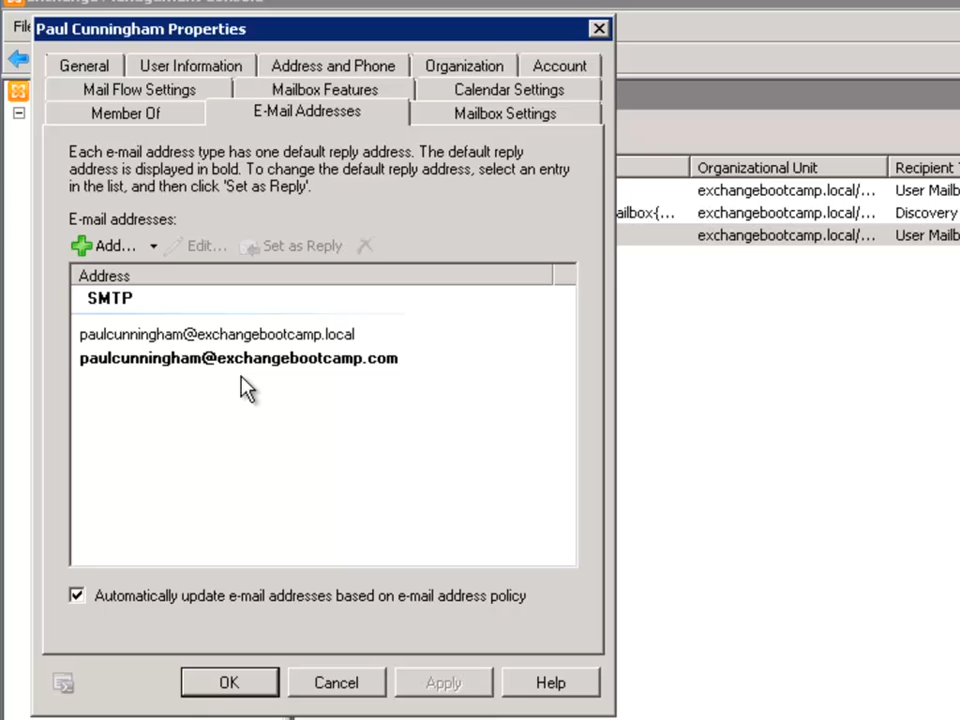 Paul Cunningham Properties
File
General
User Information
Address and Phone
Organization
Account
Mail Flow Settings
Mailbox Features
Calendar Settings
Member Of
E-Mail Addresses
Mailbox Settings
Each e-mail address type has one default reply address. The default reply
address is displayed in bold. To change the default reply address, select an entry
in the list, and then click 'Set as Reply'.
E-mail addresses:
Add...
Edit...
Set as Reply
Address
SMTP
paulcunningham@exchangebootcamp.local
paulcunningham@exchangebootcamp.com
Automatically update e-mail addresses based on e-mail address policy
OK
Cancel
Apply
Help
Organizational Unit
Recipient T
exchangebootcamp.local/...
User Mailb
ailbox{...
exchangebootcamp.local/...
Discovery
exchangebootcamp.local/...
User Mailb